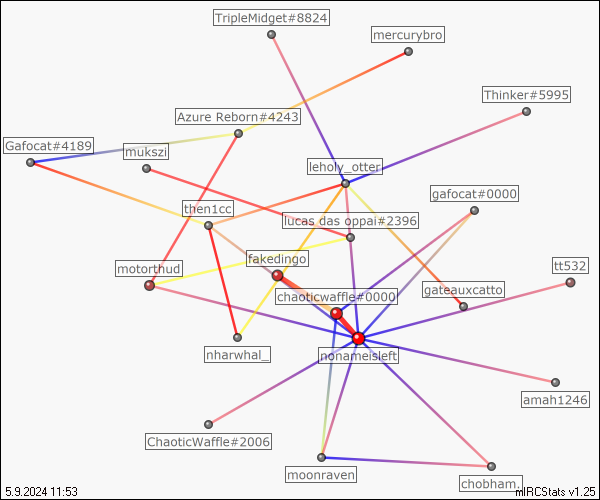 TripleMidget#8824
mercurybro
Thinker#5995
Azure Reborn#4243
Gafocat#4189
mukszi
leholy_otter
gafocat#0000
then1cc
lucas das oppai#2396
fakedingo
motorthud
tt532
chaoticwaffle#0000
gateauxcatto
nharwhal_
nonameisleft
amah1246
ChaoticWaffle#2006
moonraven
chobham.
5.9.2024 11:53
mIRCStats v1.25